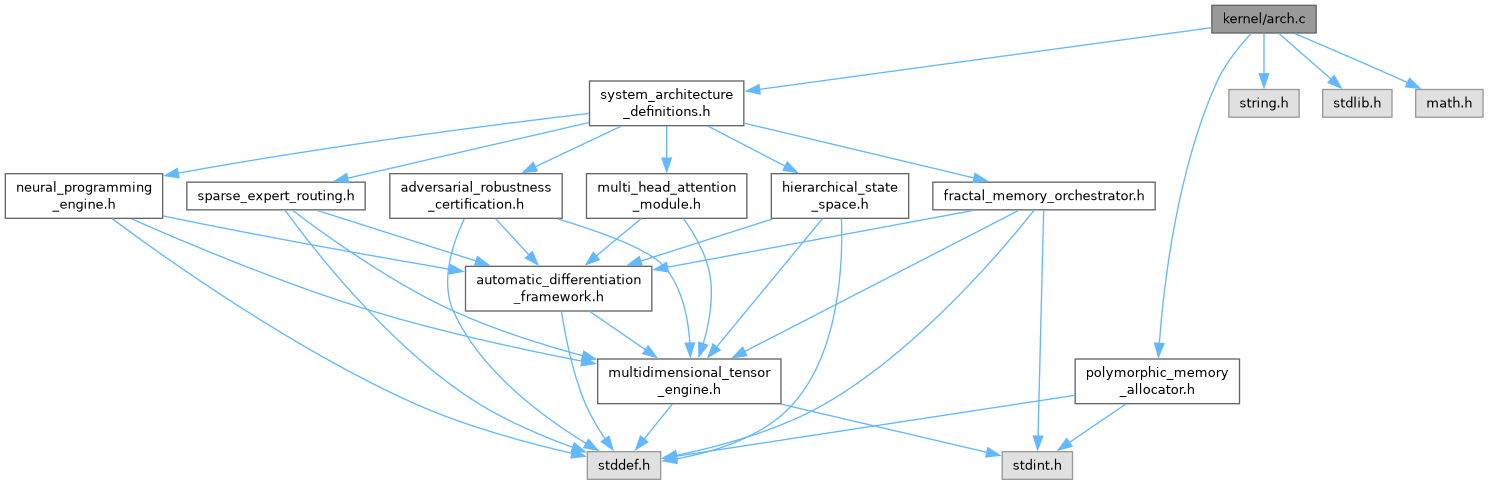 kernel/arch.c
system_architecture
_definitions.h
string.h
stdlib.h
math.h
neural_programming
_engine.h
sparse_expert_routing.h
adversarial_robustness
_certification.h
multi_head_attention
_module.h
hierarchical_state
_space.h
fractal_memory_orchestrator.h
automatic_differentiation
_framework.h
multidimensional_tensor
_engine.h
polymorphic_memory
_allocator.h
stddef.h
stdint.h